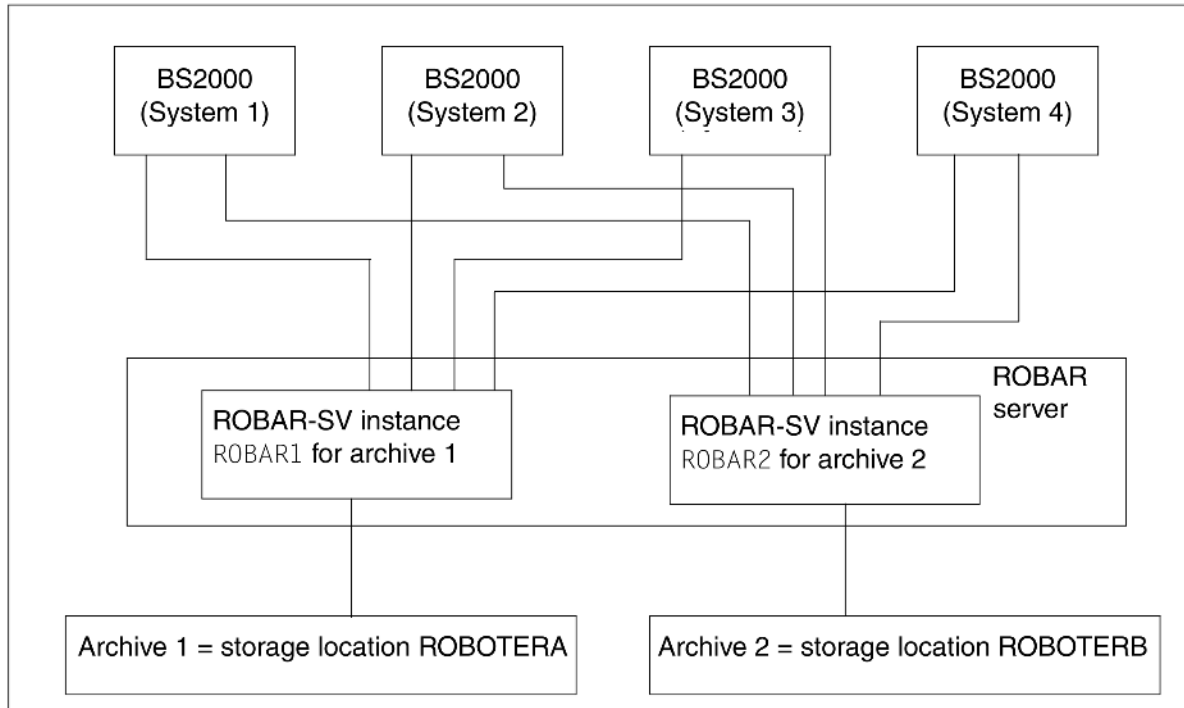 BS2000
(System 1)
BS2000
(System 2)
BS2000
(System 3)
BS2000
(System 4)
ROBAR
server
ROBAR-SV instance
ROBAR1 for archive 1
ROBAR-SV instance
ROBAR2 for archive 2
Archive 1 = storage location ROBOTERA
Archive 2 = storage location ROBOTERB